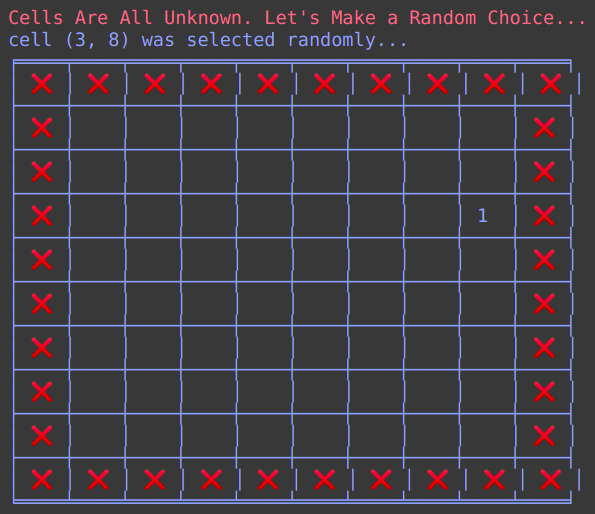 Cells Are All Unknown. Let's Make a Random Choice...
cell (3, 8) was selected randomly...
1